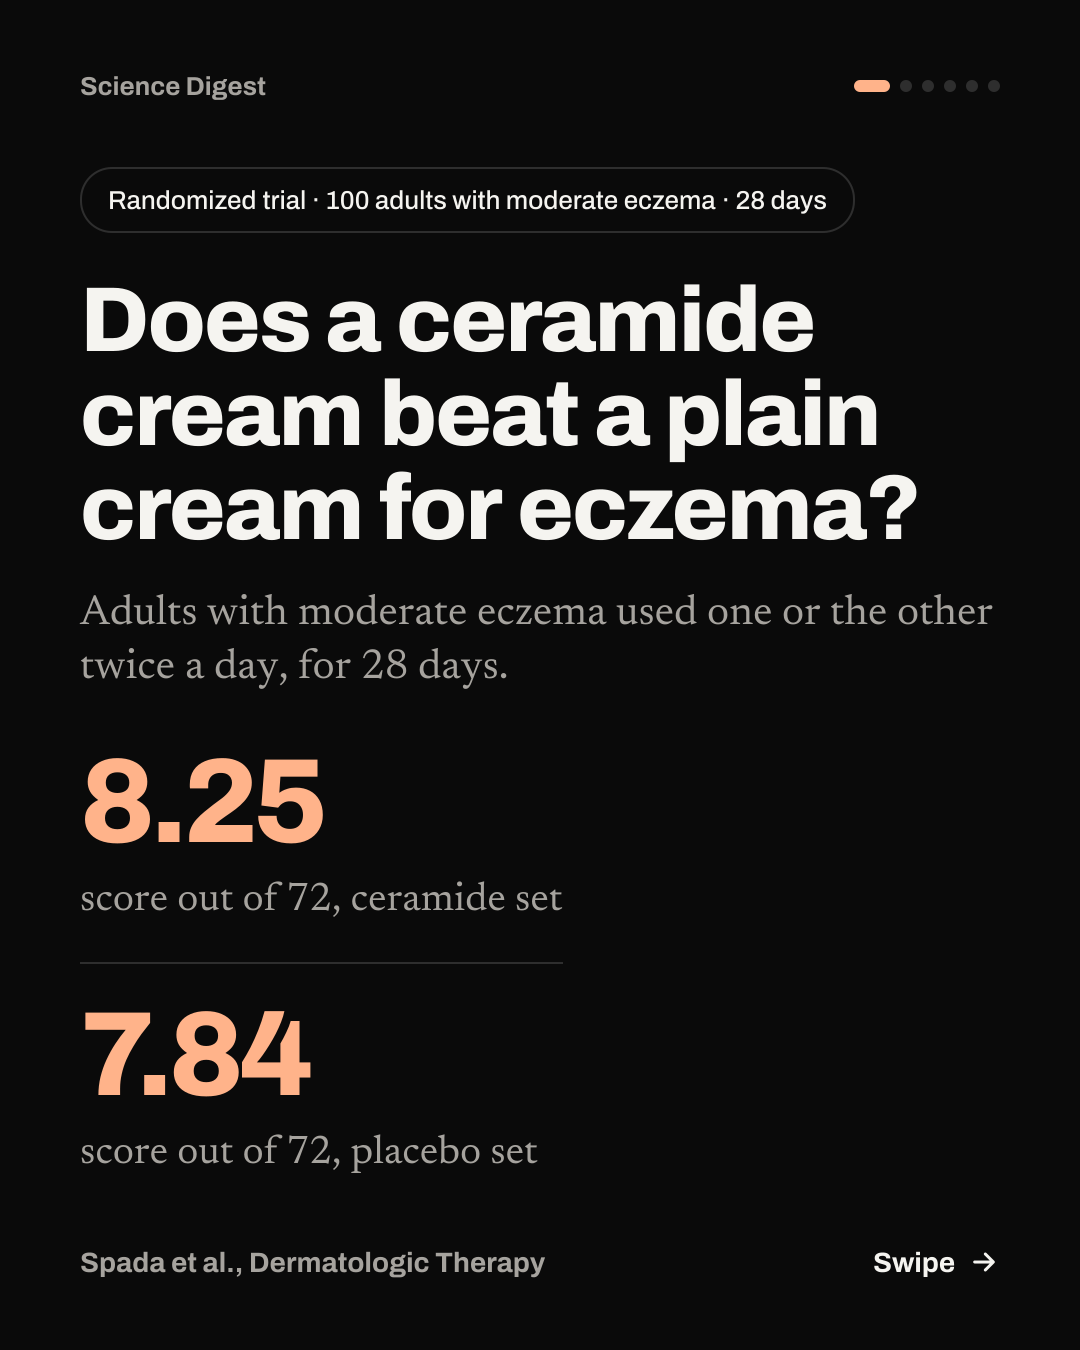 Science Digest
Randomized trial · 100 adults with moderate eczema · 28 days
Does a ceramide
cream beat a plain
cream for eczema?
Adults with moderate eczema used one or the other
twice a day, for 28 days.
8.25
score out of 72, ceramide set
7.84
score out of 72, placebo set
Spada et al., Dermatologic Therapy
Swipe →